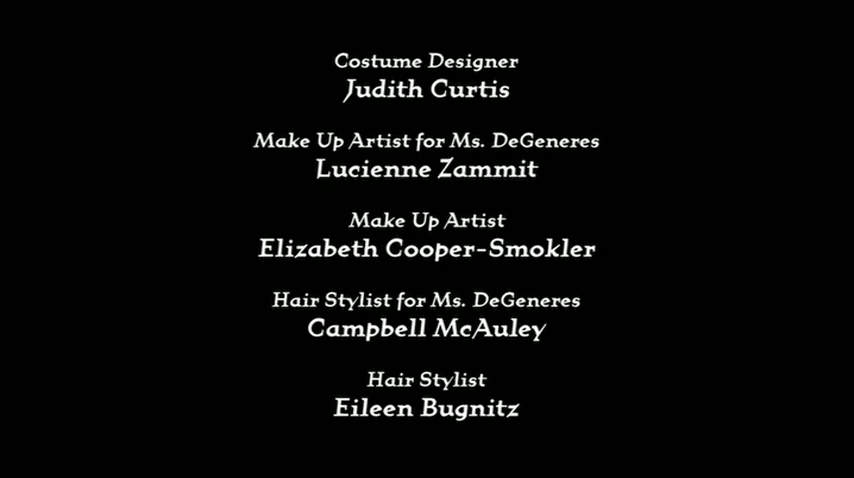 Costume Designer
Judith Curtis
Make Up Artist for Ms. DeGeneres
Lucienne Zammit
Make Up Artist
Elizabeth Cooper-Smokler
Hair Stylist for Ms. DeGeneres
Campbell McAuley
Hair Stylist
Eileen Bugnitz